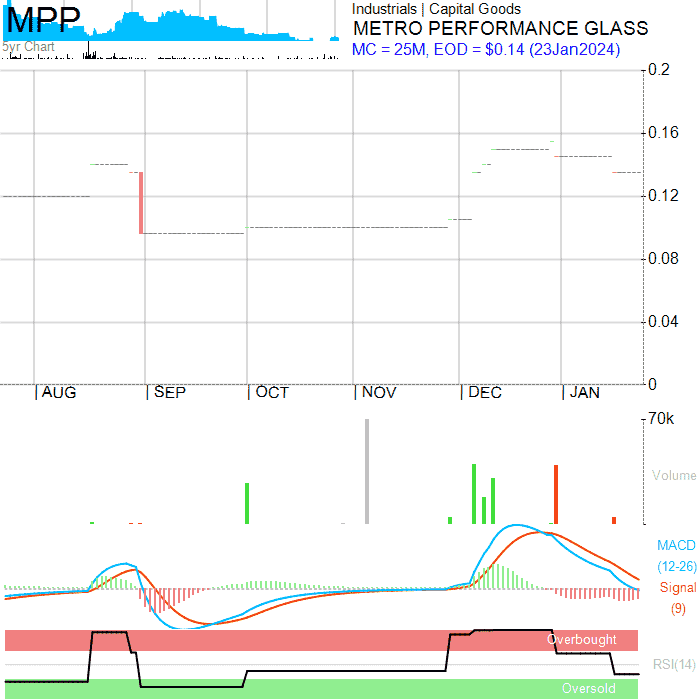 MPP
5yr Chart
Industrials | Capital Goods
METRO PERFORMANCE GLASS
MC = 25M, EOD = $0.14 (23Jan2024)
0.2
0.16
0.12
0.08
0.04
0
| AUG | SEP | OCT | NOV | DEC | JAN
70k
Volume
MACD
(12-26)
Signal
(9)
Overbought
RSI(14)
Oversold